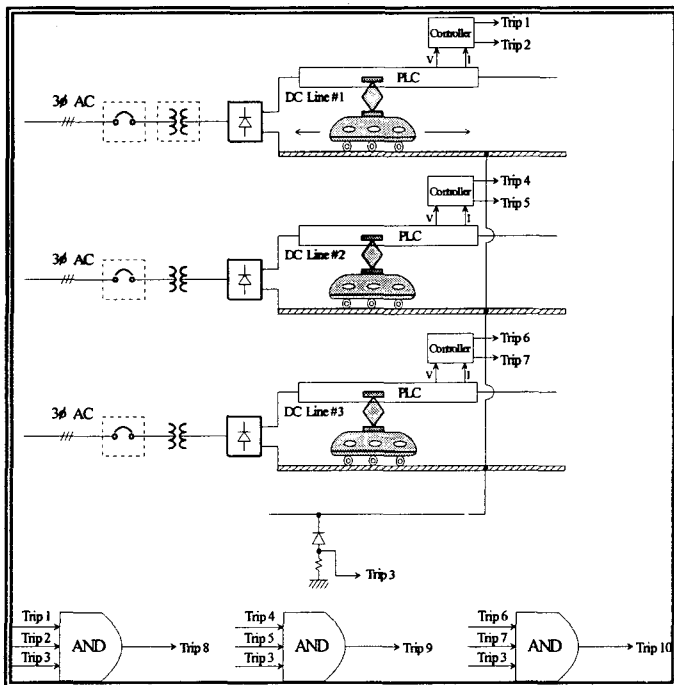 Controller
Trip 1
Trip 2
V I
PLC
3ϕ AC
DC Line #1
Controller
Trip 4
Trip 5
V I
PLC
3ϕ AC
DC Line #2
Controller
Trip 6
Trip 7
V I
PLC
3ϕ AC
DC Line #3
Trip 3
Trip 1
Trip 2
Trip 3
AND
Trip 8
Trip 4
Trip 5
Trip 3
AND
Trip 9
Trip 6
Trip 7
Trip 3
AND
Trip 10